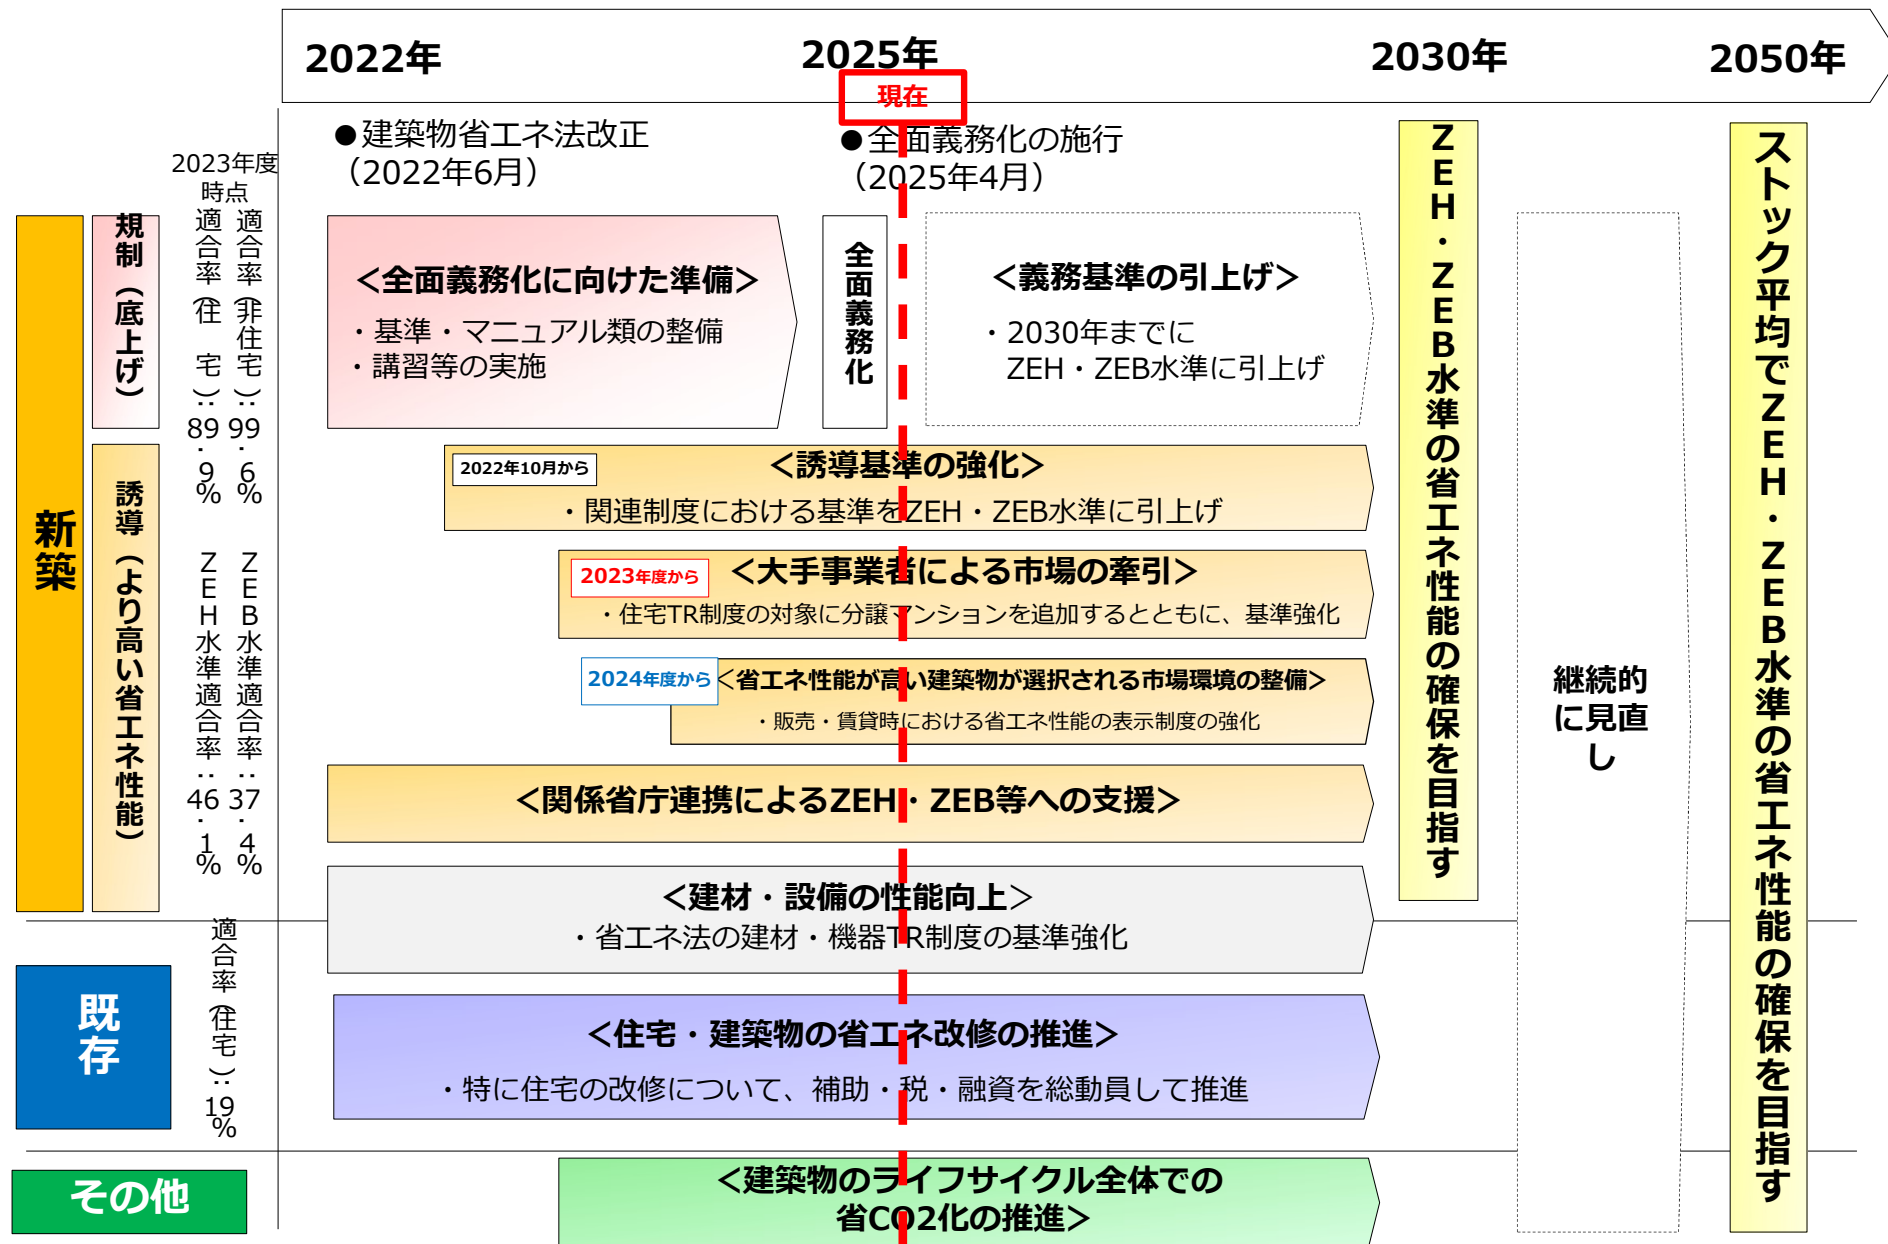 2022年
2025年
2030年
2050年
現在
●建築物省エネ法改正
（2022年6月）
●全面義務化の施行
（2025年4月）
2023年度
時点
新築
規制（底上げ）
適合率（非住宅）：99.6%
適合率（住　宅）：89.9%
＜全面義務化に向けた準備＞
・基準・マニュアル類の整備
・講習等の実施
全面義務化
＜義務基準の引上げ＞
・2030年までに
ZEH・ZEB水準に引上げ
誘導（より高い省エネ性能）
ZEB水準適合率：37.4%
ZEH水準適合率：46.1%
2022年10月から
＜誘導基準の強化＞
・関連制度における基準をZEH・ZEB水準に引上げ
2023年度から
＜大手事業者による市場の牽引＞
・住宅TR制度の対象に分譲マンションを追加するとともに、基準強化
2024年度から
＜省エネ性能が高い建築物が選択される市場環境の整備＞
・販売・賃貸時における省エネ性能の表示制度の強化
＜関係省庁連携によるZEH・ZEB等への支援＞
＜建材・設備の性能向上＞
・省エネ法の建材・機器TR制度の基準強化
既存
適合率（住宅）：19%
＜住宅・建築物の省エネ改修の推進＞
・特に住宅の改修について、補助・税・融資を総動員して推進
その他
＜建築物のライフサイクル全体での
省CO2化の推進＞
ZEH・ZEB水準の省エネ性能の確保を目指す
継続的
に見直
し
ストック平均でZEH・ZEB水準の省エネ性能の確保を目指す